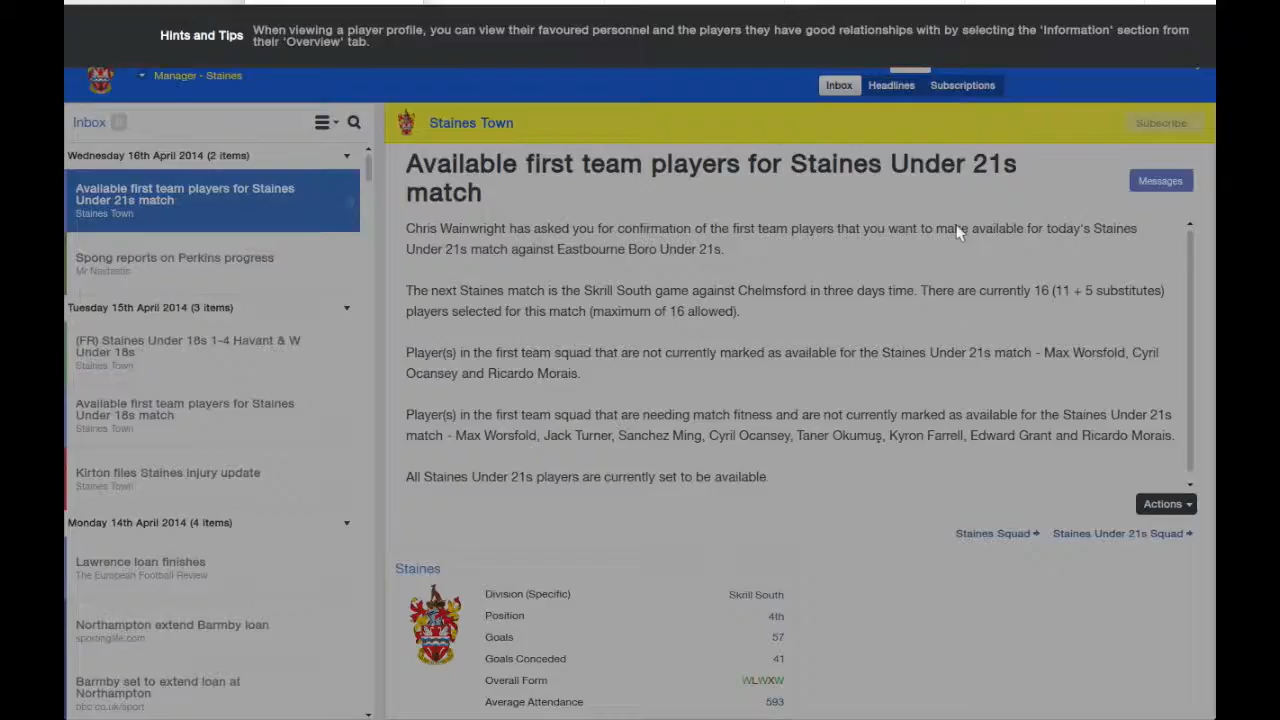 Hints and Tips
When viewing a player profile, you can view their favoured personnel and the players they have good relationships with by selecting the 'Information' section from
their 'Overview' tab.
Manager - Staines
Inbox
Headlines
Subscriptions
Inbox
Staines Town
Subscribe
Wednesday 16th April 2014 (2 items)
Available first team players for Staines
Under 21s match
Staines Town
Spong reports on Perkins progress
Mr Nastastic
Tuesday 15th April 2014 (3 items)
(FR) Staines Under 18s 1-4 Havant & W
Under 18s
Staines Town
Available first team players for Staines
Under 18s match
Staines Town
Kirton files Staines injury update
Staines Town
Monday 14th April 2014 (4 items)
Lawrence loan finishes
The European Football Review
Northampton extend Barmby loan
sportinglife.com
Barmby set to extend loan at
Northampton
bbc.co.uk/sport
Available first team players for Staines Under 21s
match
Messages
Chris Wainwright has asked you for confirmation of the first team players that you want to make available for today's Staines
Under 21s match against Eastbourne Boro Under 21s.
The next Staines match is the Skrill South game against Chelmsford in three days time. There are currently 16 (11 + 5 substitutes)
players selected for this match (maximum of 16 allowed).
Player(s) in the first team squad that are not currently marked as available for the Staines Under 21s match - Max Worsfold, Cyril
Ocansey and Ricardo Morais.
Player(s) in the first team squad that are needing match fitness and are not currently marked as available for the Staines Under 21s
match - Max Worsfold, Jack Turner, Sanchez Ming, Cyril Ocansey, Taner Okumuş, Kyron Farrell, Edward Grant and Ricardo Morais.
All Staines Under 21s players are currently set to be available.
Actions
Staines Squad
Staines Under 21s Squad
Staines
Division (Specific) Skrill South
Position 4th
Goals 57
Goals Conceded 41
Overall Form WLWXW
Average Attendance 593